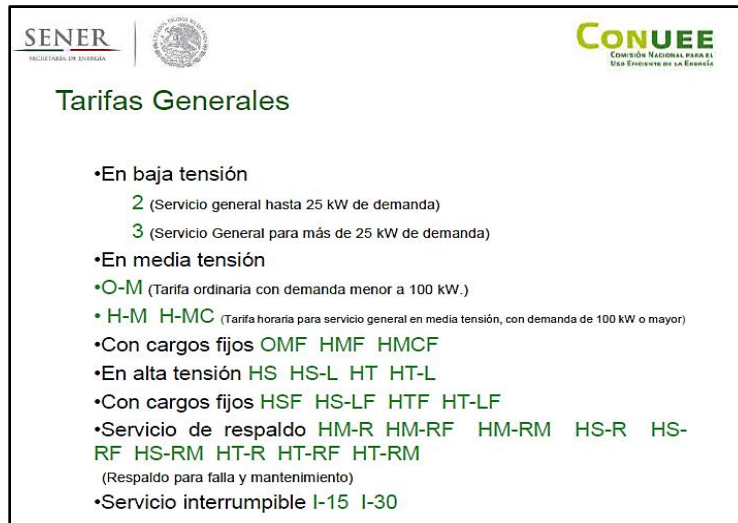 SENER
SECRETARÍA DE ENERGÍA
CONUEE
COMISIÓN NACIONAL PARA EL
USO EFICIENTE DE LA ENERGÍA
Tarifas Generales
•En baja tensión
2 (Servicio general hasta 25 kW de demanda)
3 (Servicio General para más de 25 kW de demanda)
•En media tensión
•O-M (Tarifa ordinaria con demanda menor a 100 kW.)
• H-M H-MC (Tarifa horaria para servicio general en media tensión, con demanda de 100 kW o mayor)
•Con cargos fijos OMF HMF HMCF
•En alta tensión HS HS-L HT HT-L
•Con cargos fijos HSF HS-LF HTF HT-LF
•Servicio de respaldo HM-R HM-RF HM-RM HS-R HS-
RF HS-RM HT-R HT-RF HT-RM
(Respaldo para falla y mantenimiento)
•Servicio interrumpible I-15 I-30